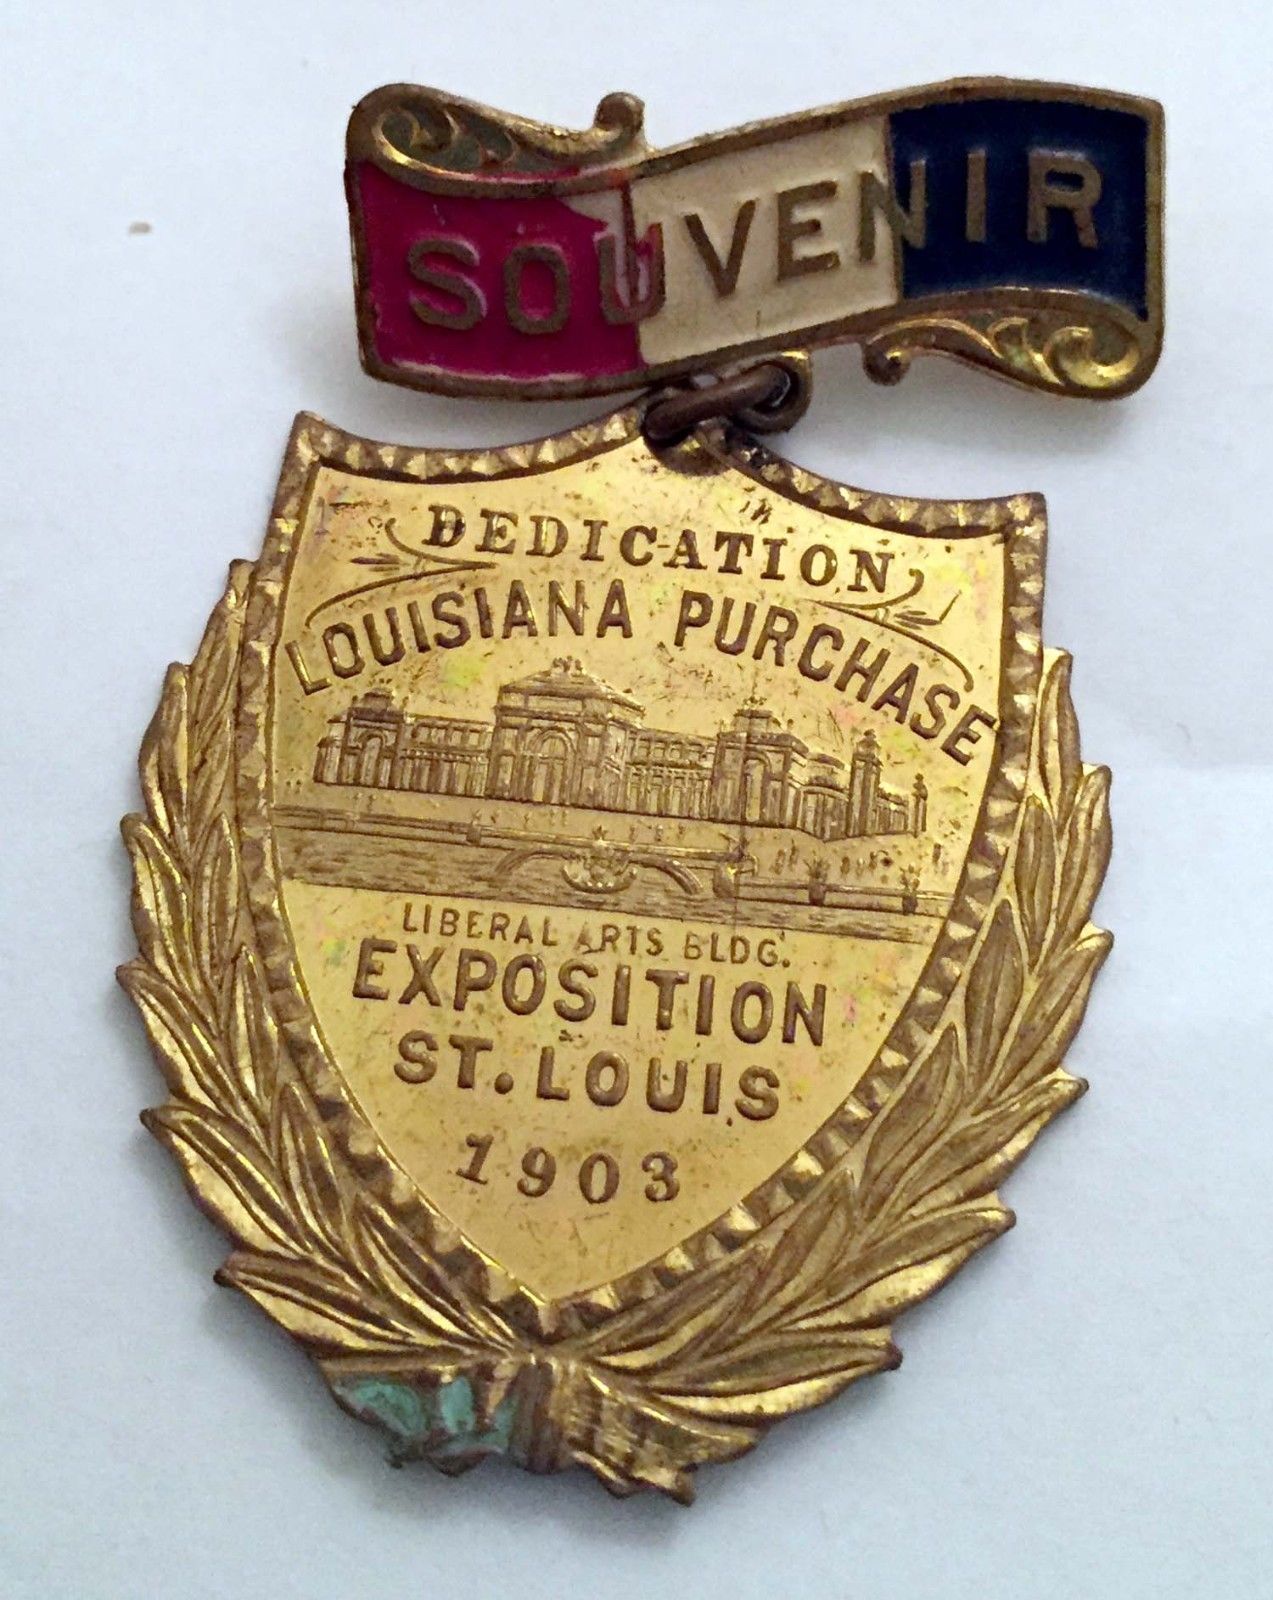 SOUVENIR
DEDICATION
LOUISIANA PURCHASE
LIBERAL ARTS BLDG.
EXPOSITION
ST. LOUIS
1903